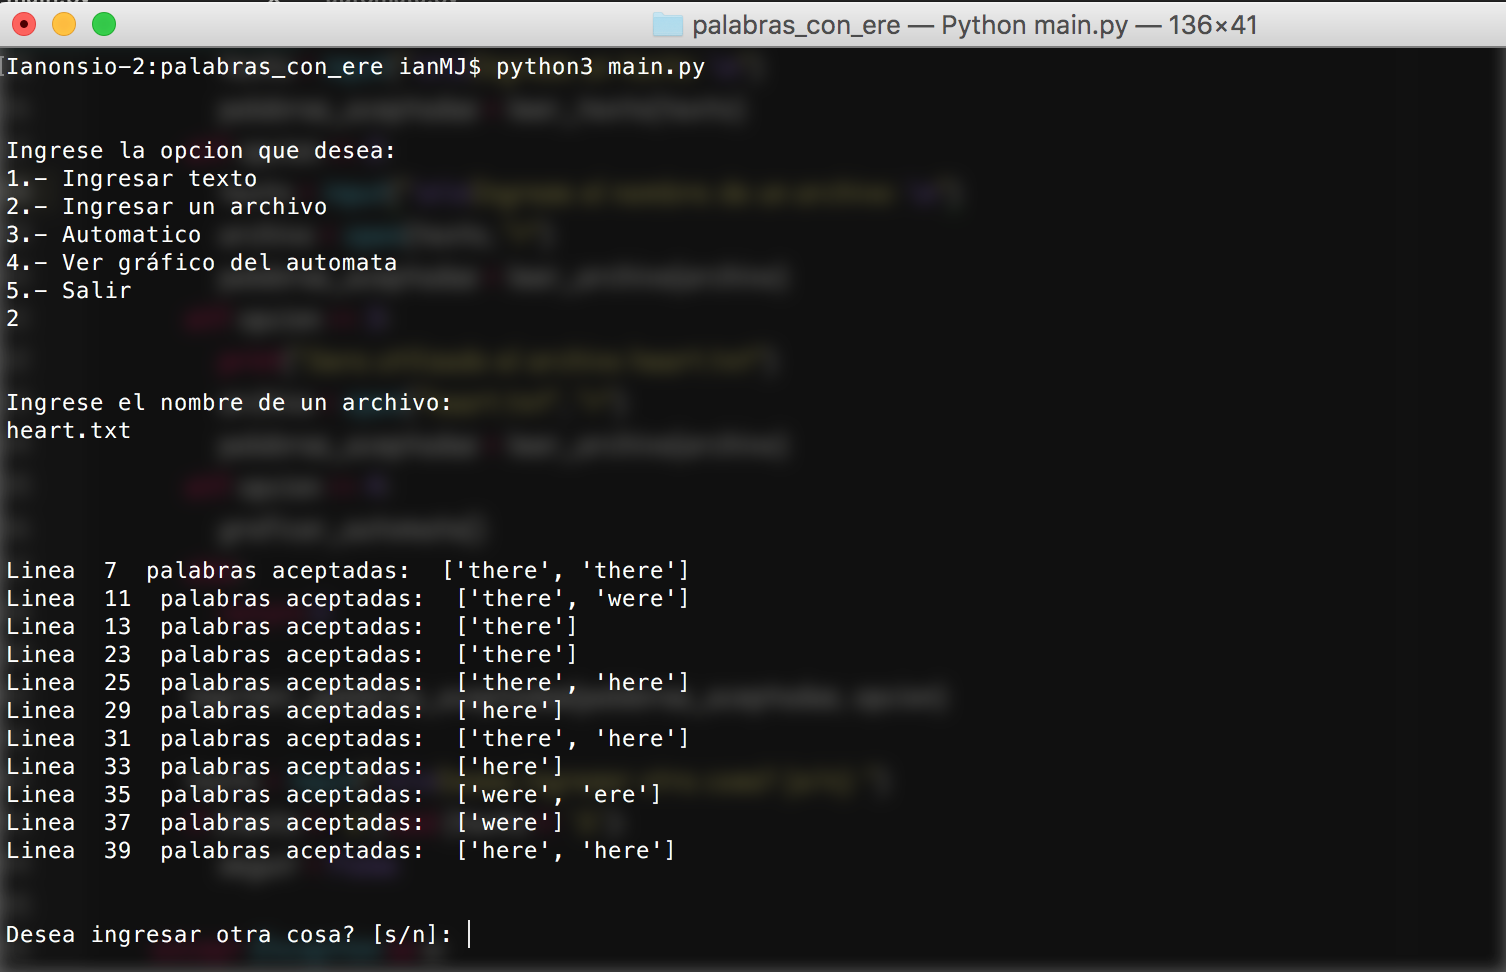 palabras_con_ere — Python main.py — 136×41
Ianonsio-2:palabras_con_ere ianMJ$ python3 main.py
Ingrese la opcion que desea:
1.- Ingresar texto
2.- Ingresar un archivo
3.- Automatico
4.- Ver gráfico del automata
5.- Salir
2
Ingrese el nombre de un archivo:
heart.txt
Linea  7  palabras aceptadas:  ['there', 'there']
Linea  11  palabras aceptadas:  ['there', 'were']
Linea  13  palabras aceptadas:  ['there']
Linea  23  palabras aceptadas:  ['there']
Linea  25  palabras aceptadas:  ['there', 'here']
Linea  29  palabras aceptadas:  ['here']
Linea  31  palabras aceptadas:  ['there', 'here']
Linea  33  palabras aceptadas:  ['here']
Linea  35  palabras aceptadas:  ['were', 'ere']
Linea  37  palabras aceptadas:  ['were']
Linea  39  palabras aceptadas:  ['here', 'here']
Desea ingresar otra cosa? [s/n]: